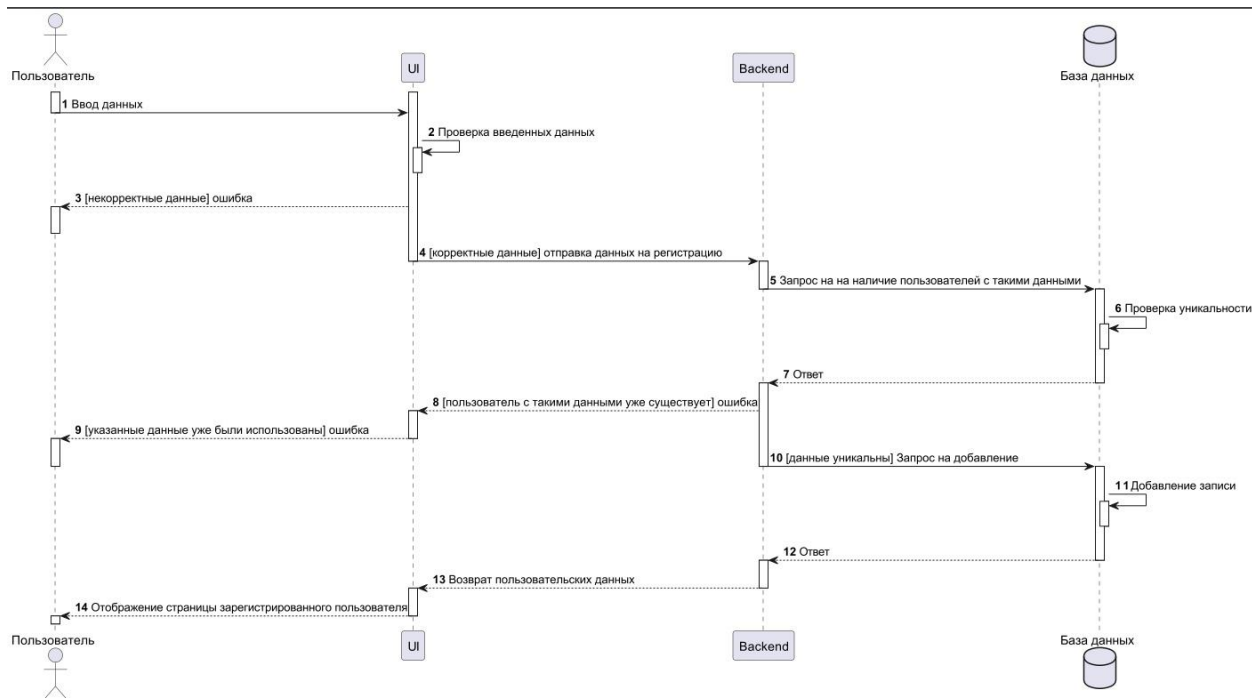 Пользователь
UI
Backend
База данных
1 Ввод данных
2 Проверка введенных данных
3 [некорректные данные] ошибка
4 [корректные данные] отправка данных на регистрацию
5 Запрос на на наличие пользователей с такими данными
6 Проверка уникальности
7 Ответ
8 [пользователь с такими данными уже существует] ошибка
9 [указанные данные уже были использованы] ошибка
10 [данные уникальны] Запрос на добавление
11 Добавление записи
12 Ответ
13 Возврат пользовательских данных
14 Отображение страницы зарегистрированного пользователя
Пользователь
UI
Backend
База данных